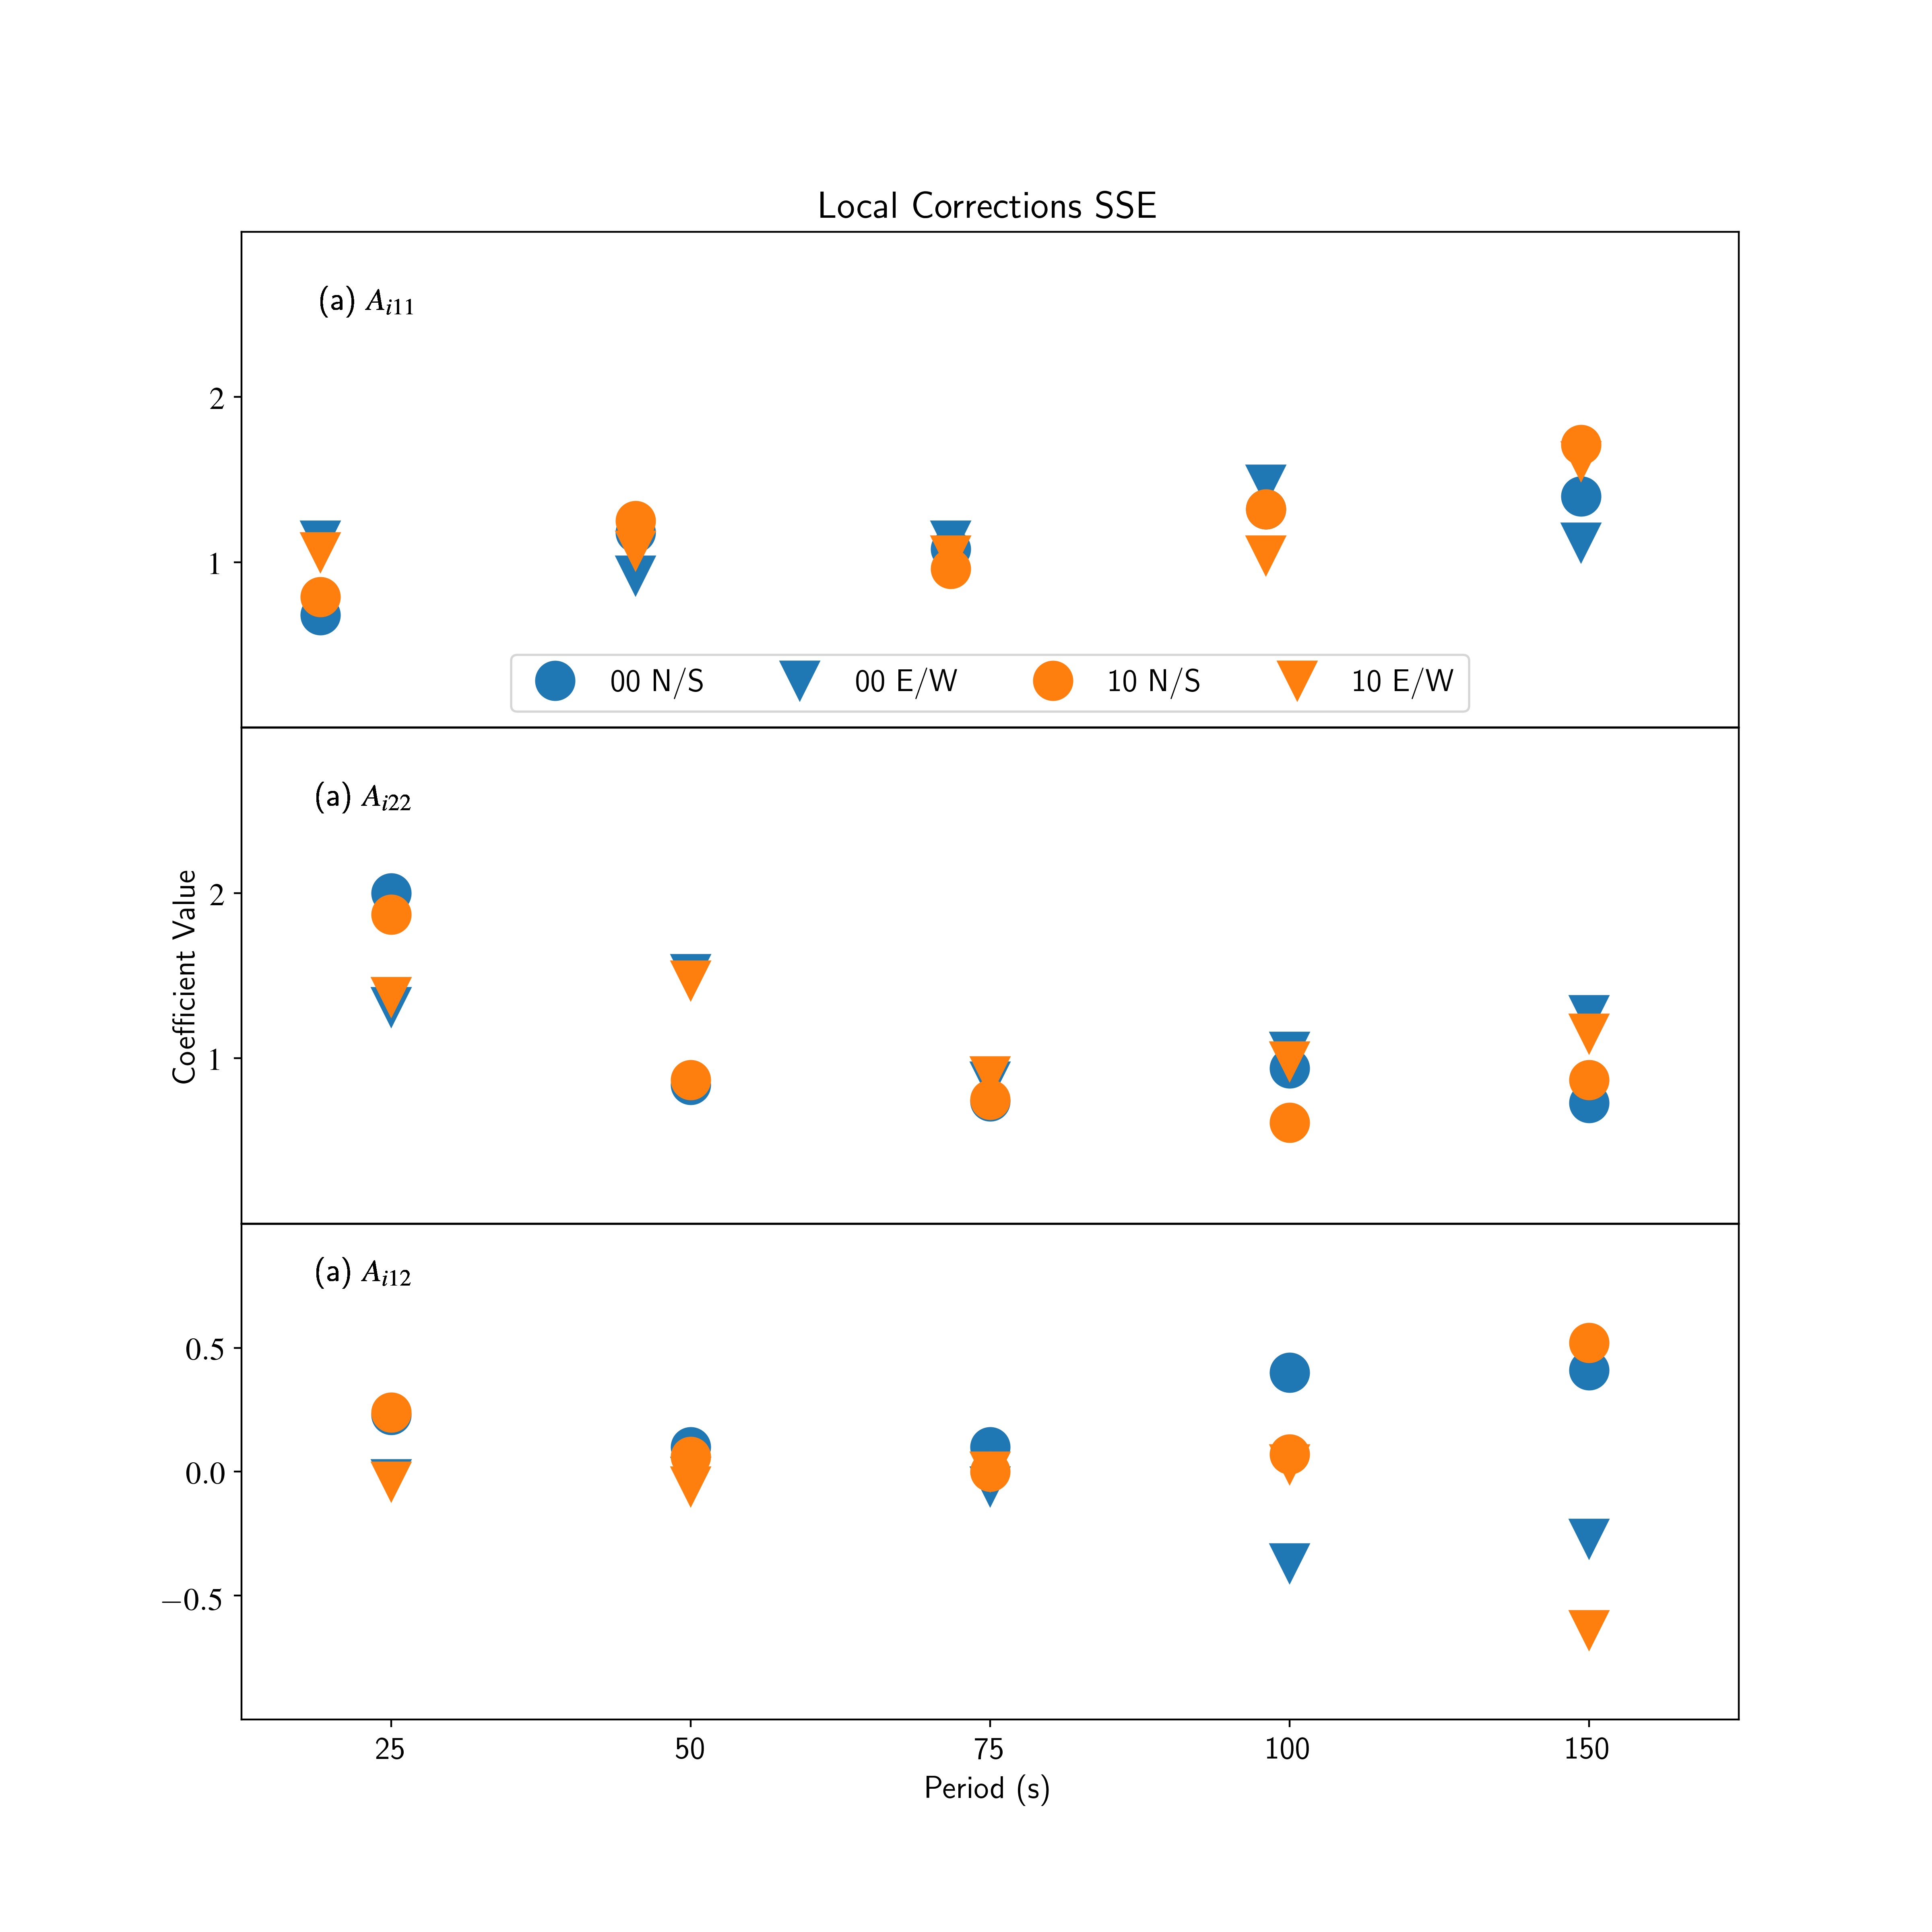 Local Corrections SSE
(a) A_{i11}
2
1
00 N/S 00 E/W 10 N/S 10 E/W
(a) A_{i22}
2
1
Coefficient Value
(a) A_{i12}
0.5
0.0
−0.5
25 50 75 100 150
Period (s)